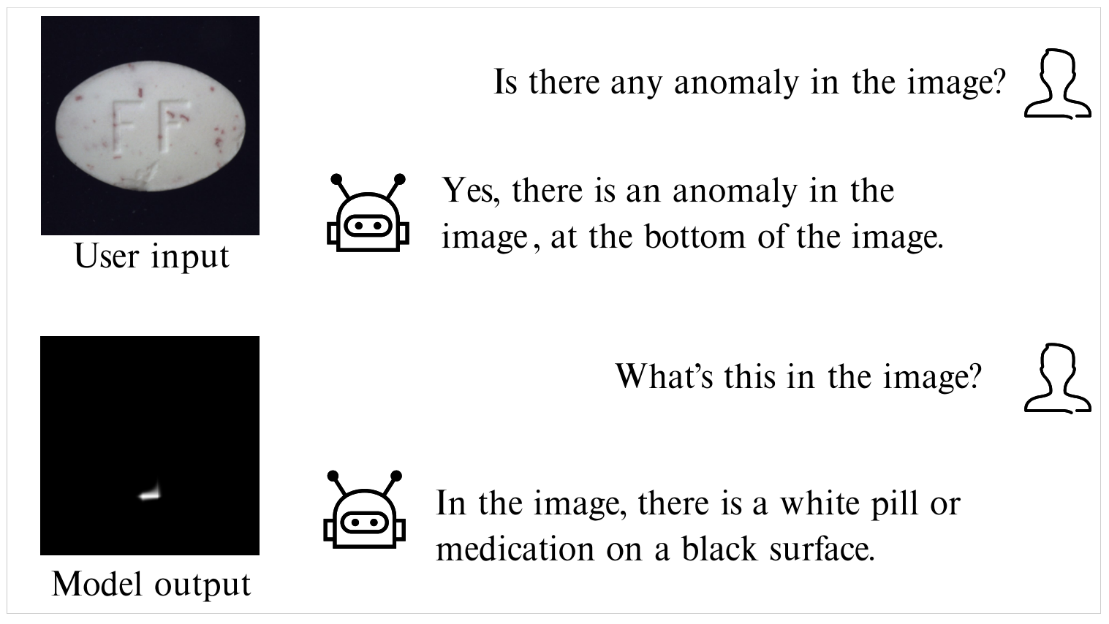 FF
User input
Is there any anomaly in the image?
Yes, there is an anomaly in the
image, at the bottom of the image.
Model output
What's this in the image?
In the image, there is a white pill or
medication on a black surface.